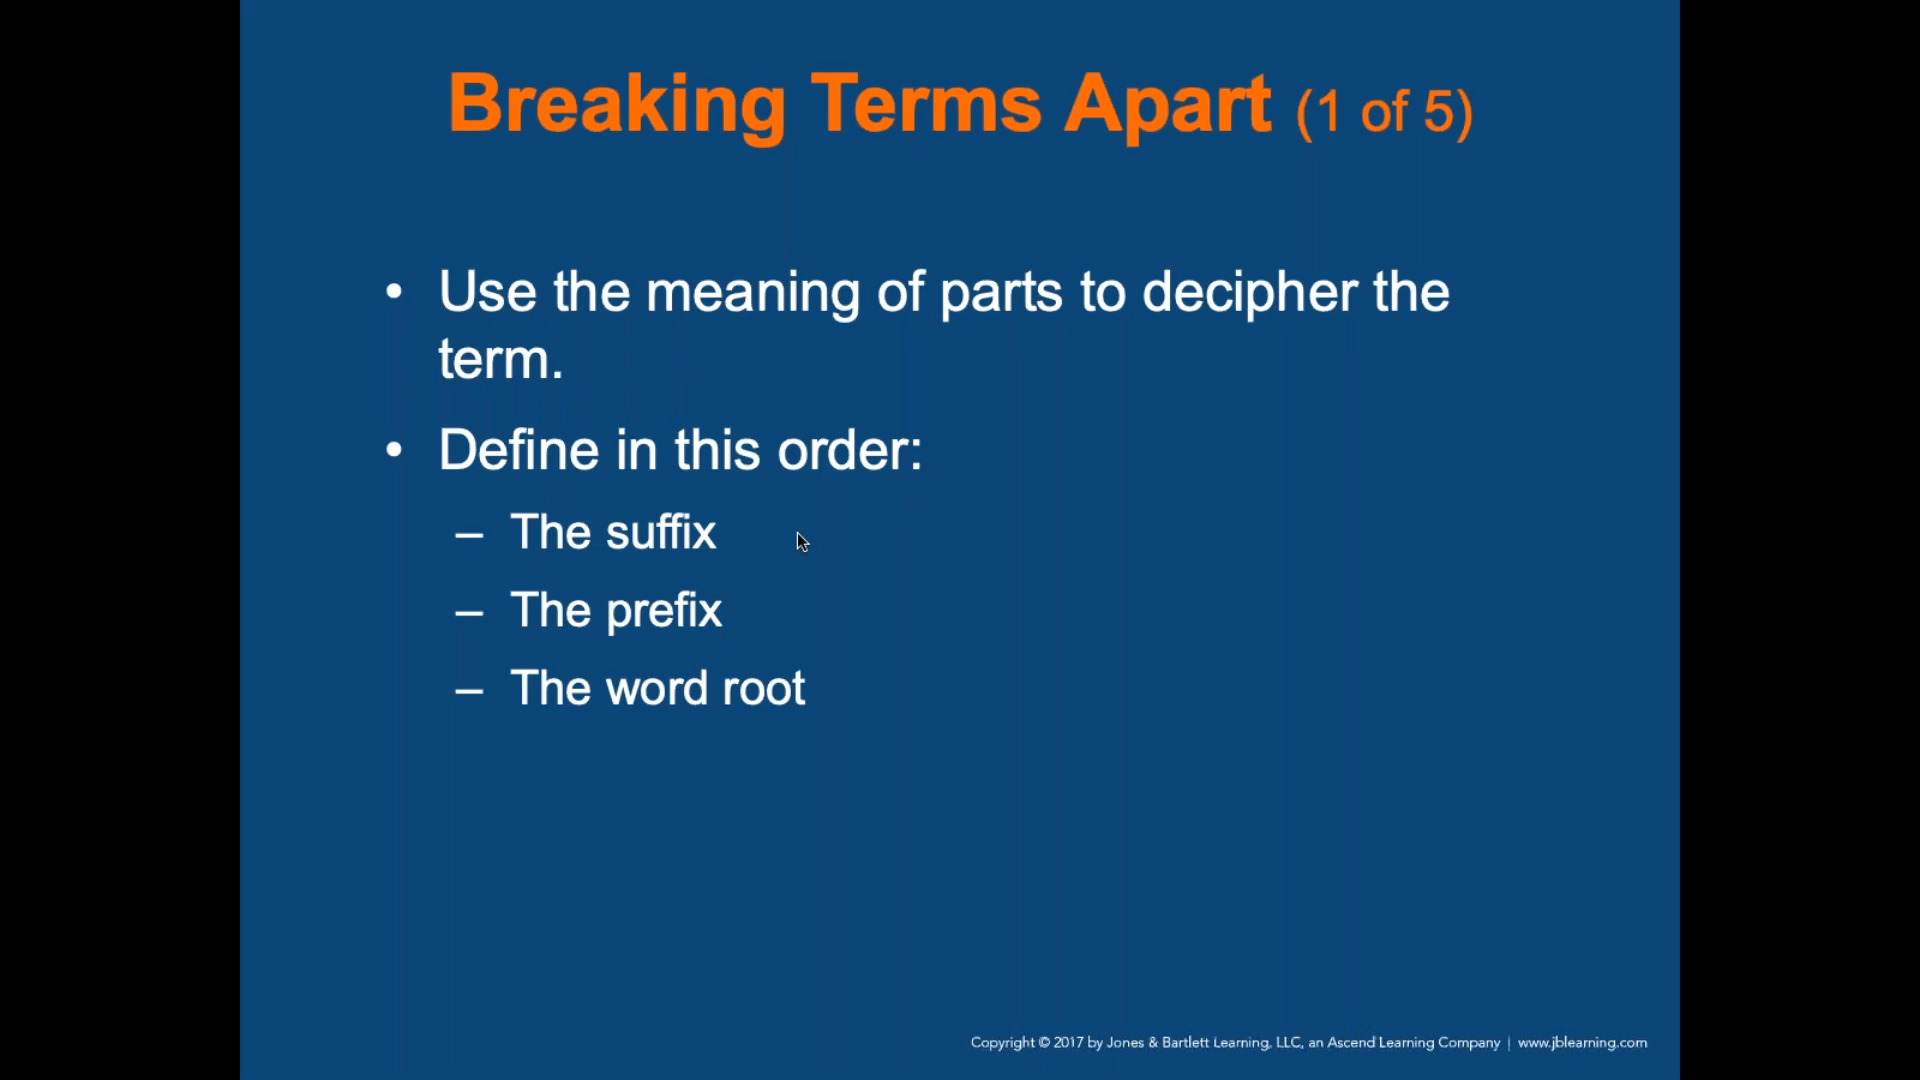 Breaking Terms Apart (1 of 5)
• Use the meaning of parts to decipher the
term.
• Define in this order:
– The suffix
– The prefix
– The word root
Copyright © 2017 by Jones & Bartlett Learning, LLC, an Ascend Learning Company | www.jblearning.com